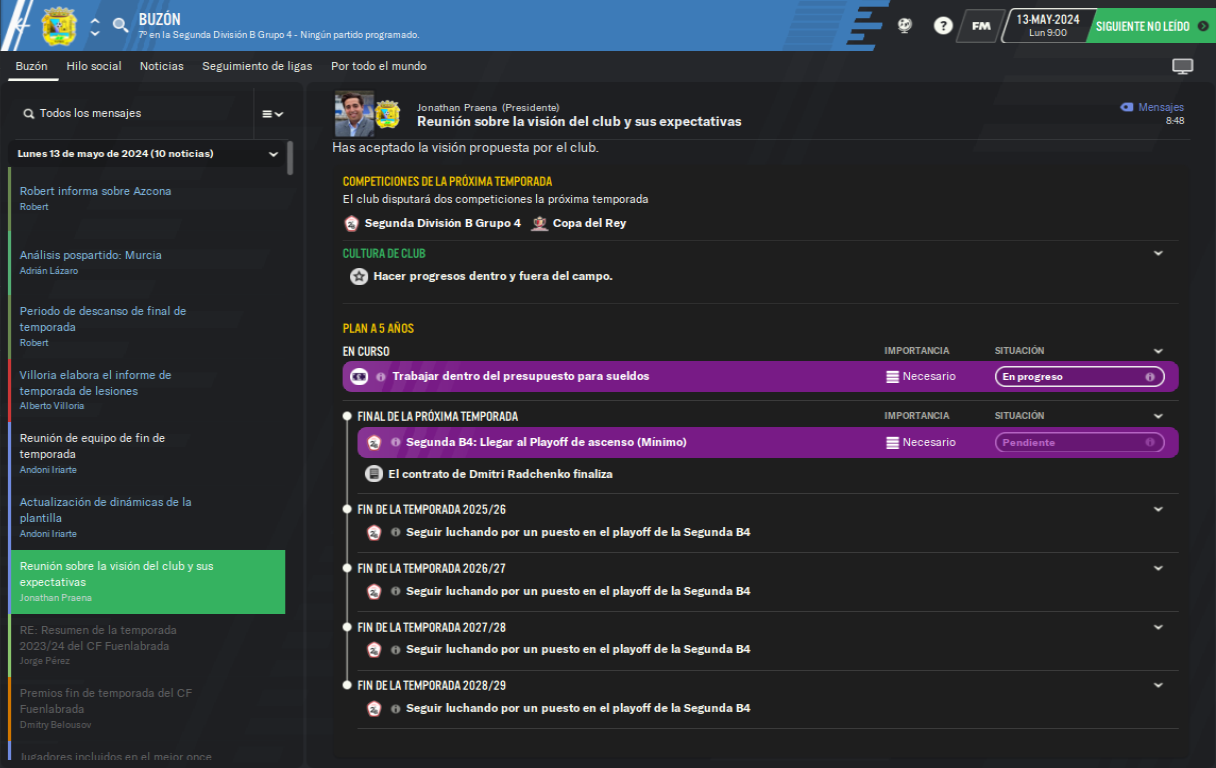 BUZÓN
7º en la Segunda División B Grupo 4 - Ningún partido programado.
?
FM
13-MAY-2024
Lun 9:00
SIGUIENTE NO LEÍDO
Buzón
Hilo social
Noticias
Seguimiento de ligas
Por todo el mundo
Todos los mensajes
Lunes 13 de mayo de 2024 (10 noticias)
Robert informa sobre Azcona
Robert
Análisis pospartido: Murcia
Adrián Lázaro
Periodo de descanso de final de
temporada
Robert
Villoria elabora el informe de
temporada de lesiones
Alberto Villoria
Reunión de equipo de fin de
temporada
Andoni Iriarte
Actualización de dinámicas de la
plantilla
Andoni Iriarte
Reunión sobre la visión del club y sus
expectativas
Jonathan Praena
RE: Resumen de la temporada
2023/24 del CF Fuenlabrada
Jorge Pérez
Premios fin de temporada del CF
Fuenlabrada
Dmitry Belousov
Jugadores incluidos en el mejor once
Jonathan Praena (Presidente)
Reunión sobre la visión del club y sus expectativas
Mensajes
8:48
Has aceptado la visión propuesta por el club.
COMPETICIONES DE LA PRÓXIMA TEMPORADA
El club disputará dos competiciones la próxima temporada
Segunda División B Grupo 4
Copa del Rey
CULTURA DE CLUB
Hacer progresos dentro y fuera del campo.
PLAN A 5 AÑOS
EN CURSO
IMPORTANCIA
SITUACIÓN
Trabajar dentro del presupuesto para sueldos
Necesario
En progreso
FINAL DE LA PRÓXIMA TEMPORADA
IMPORTANCIA
SITUACIÓN
Segunda B4: Llegar al Playoff de ascenso (Mínimo)
Necesario
Pendiente
El contrato de Dmitri Radchenko finaliza
FIN DE LA TEMPORADA 2025/26
Seguir luchando por un puesto en el playoff de la Segunda B4
FIN DE LA TEMPORADA 2026/27
Seguir luchando por un puesto en el playoff de la Segunda B4
FIN DE LA TEMPORADA 2027/28
Seguir luchando por un puesto en el playoff de la Segunda B4
FIN DE LA TEMPORADA 2028/29
Seguir luchando por un puesto en el playoff de la Segunda B4